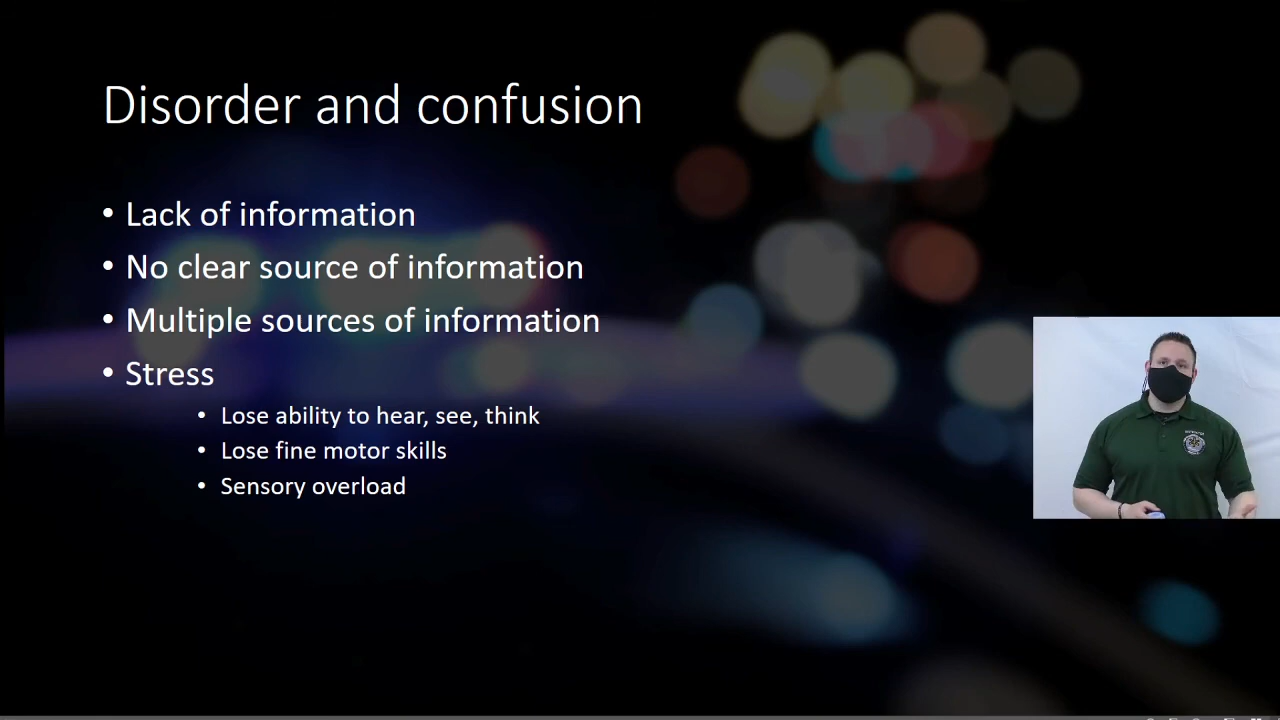 Disorder and confusion
• Lack of information
• No clear source of information
• Multiple sources of information
• Stress
• Lose ability to hear, see, think
• Lose fine motor skills
• Sensory overload